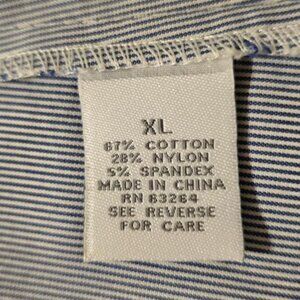 XL
67% COTTON
28% NYLON
5% SPANDEX
MADE IN CHINA
RN 83264
SEE REVERSE
FOR CARE